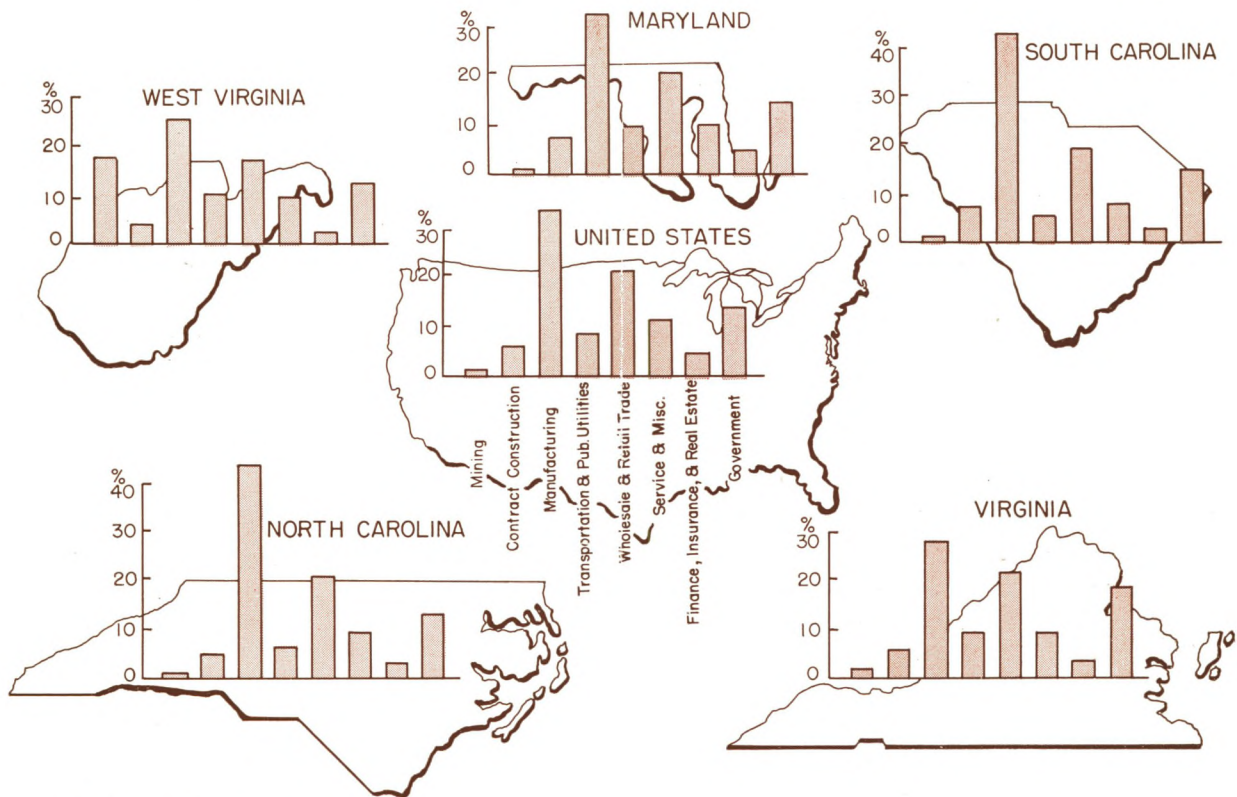 MARYLAND
%
30
20
10
0
SOUTH CAROLINA
%
40
30
20
10
0
WEST VIRGINIA
%
30
20
10
0
UNITED STATES
%
30
20
10
0
Mining
Contract Construction
Manufacturing
Transportation & Pub. Utilities
Wholesale & Retail Trade
Service & Misc.
Finance, Insurance, & Real Estate
Government
NORTH CAROLINA
%
40
30
20
10
0
VIRGINIA
%
30
20
10
0